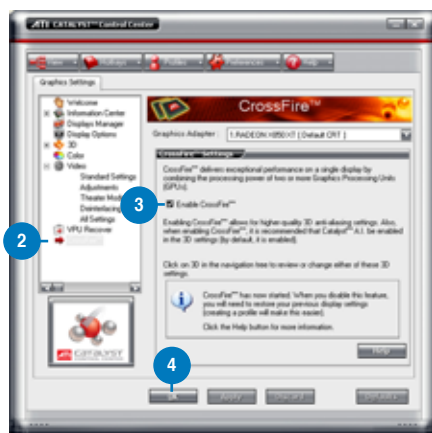 ATI CATALYST™ Control Center
View
Hotkeys
Profiles
Preferences
Help
Graphics Settings
Welcome
Information Center
Displays Manager
Display Options
3D
Color
Video
Standard Settings
Adjustments
Theater Mode
Deinterlacing
All Settings
VPU Recover
CrossFire™
Graphics Adapter:
1.RADEON X850 XT [ Default CRT ]
CrossFire™ Settings
CrossFire™ delivers exceptional performance on a single display by
combining the processing power of two or more Graphics Processing Units
(GPUs).
Enable CrossFire™
Enabling CrossFire™ allows for higher-quality 3D anti-aliasing settings. Also,
when enabling CrossFire™, it is recommended that Catalyst™ A.I. be enabled
in the 3D settings (by default, it is enabled).
Click on 3D in the navigation tree to review or change either of these 3D
settings.
CrossFire™ has now started. When you disable this feature,
you will need to restore your previous display settings
(creating a profile will make this easier).
Click the Help button for more information.
Help
CATALYST
OK
Apply
Discard
Defaults
2
3
4